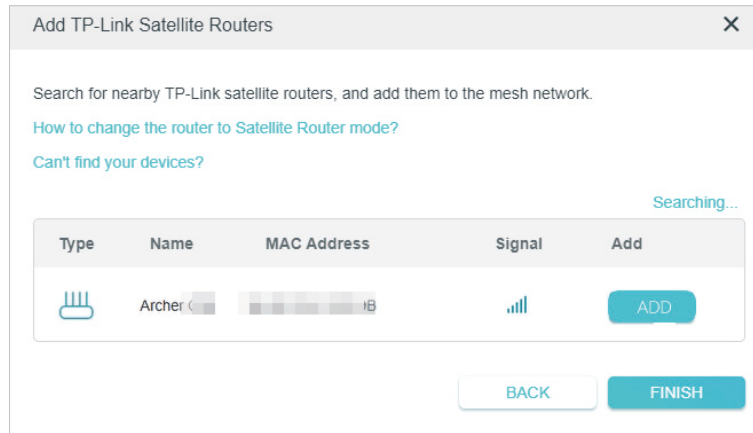 Add TP-Link Satellite Routers
Search for nearby TP-Link satellite routers, and add them to the mesh network.
How to change the router to Satellite Router mode?
Can't find your devices?
Searching...
Type Name MAC Address Signal Add
Archer ADD
BACK FINISH